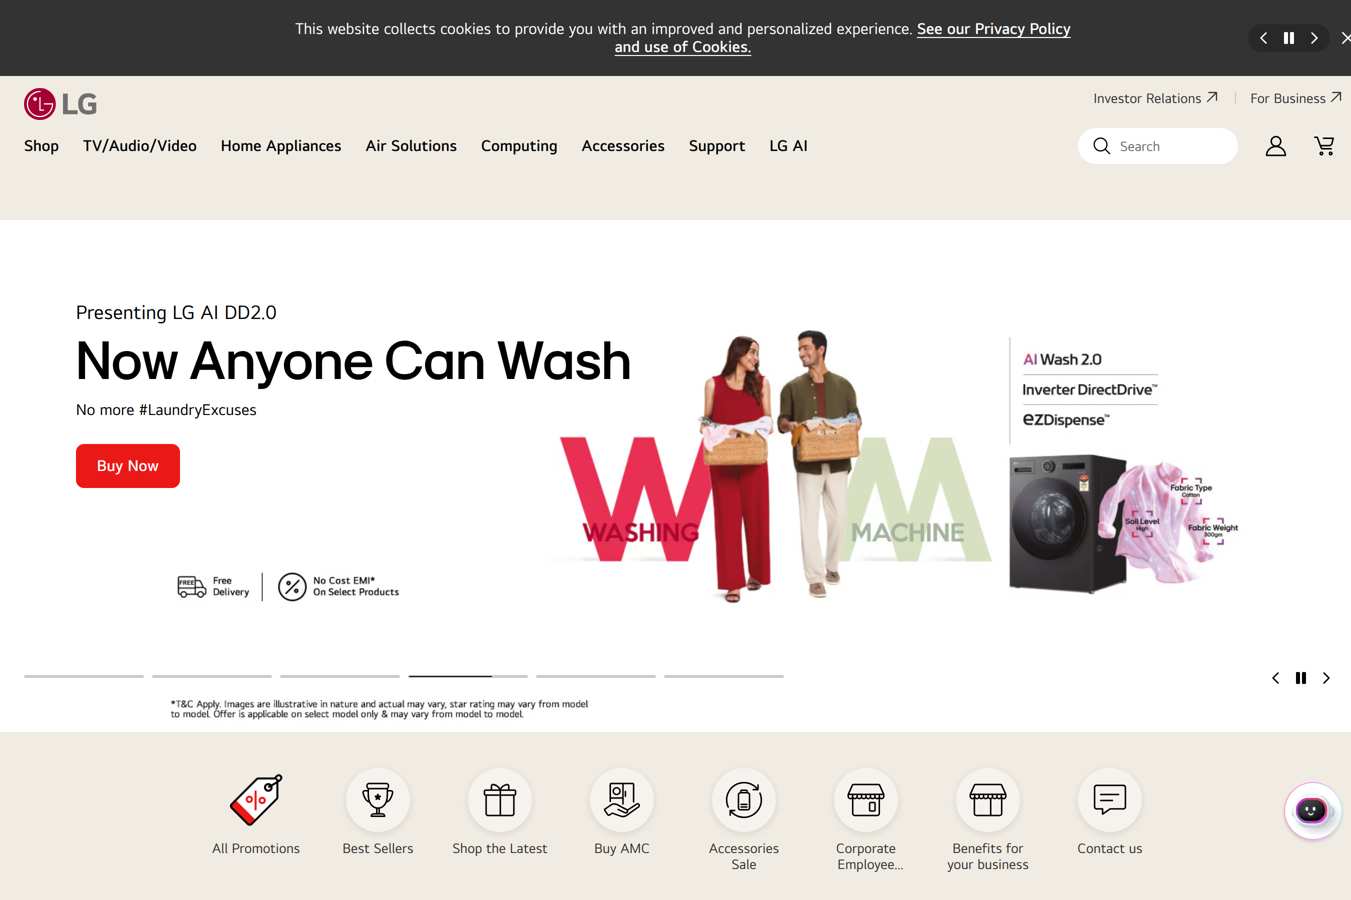 This website collects cookies to provide you with an improved and personalized experience. See our Privacy Policy
and use of Cookies.
LG
Investor Relations
For Business
Shop
TV/Audio/Video
Home Appliances
Air Solutions
Computing
Accessories
Support
LG AI
Search
Presenting LG AI DD2.0
Now Anyone Can Wash
No more #LaundryExcuses
Buy Now
W M
WASHING
MACHINE
AI Wash 2.0
Inverter DirectDrive™
ezDispense™
Fabric Type
Cotton
Soil Level
High
Fabric Weight
300gm
FREE
Free
Delivery
No Cost EMI*
On Select Products
*T&C Apply. Images are illustrative in nature and actual may vary, star rating may vary from model
to model. Offer is applicable on select model only & may vary from model to model.
All Promotions
Best Sellers
Shop the Latest
Buy AMC
Accessories
Sale
Corporate
Employee...
Benefits for
your business
Contact us